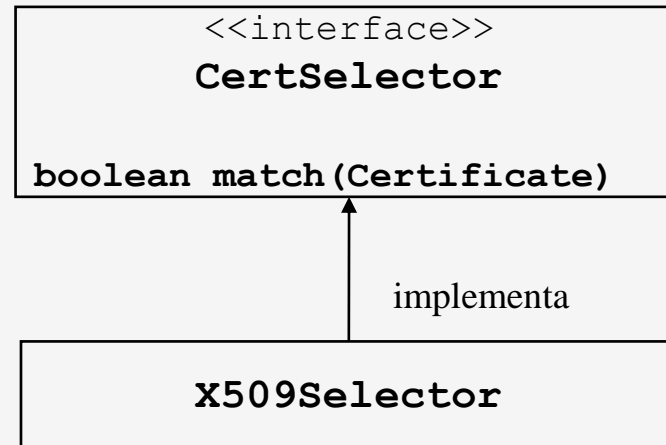 <<interface>>
CertSelector
boolean match(Certificate)
implementa
X509Selector